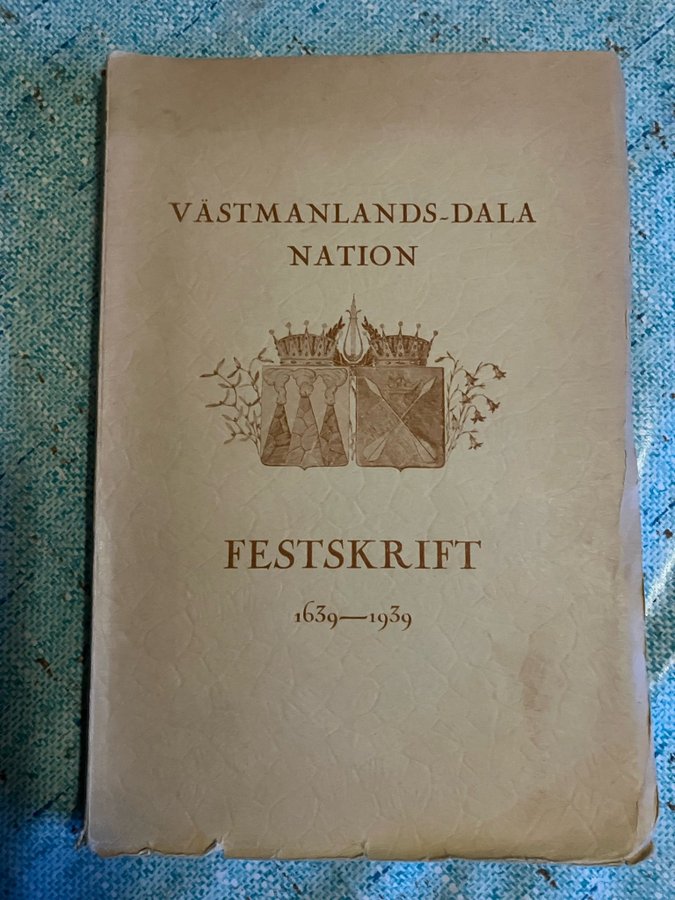 VÄSTMANLANDS-DALA
NATION
FESTSKRIFT
1639—1939